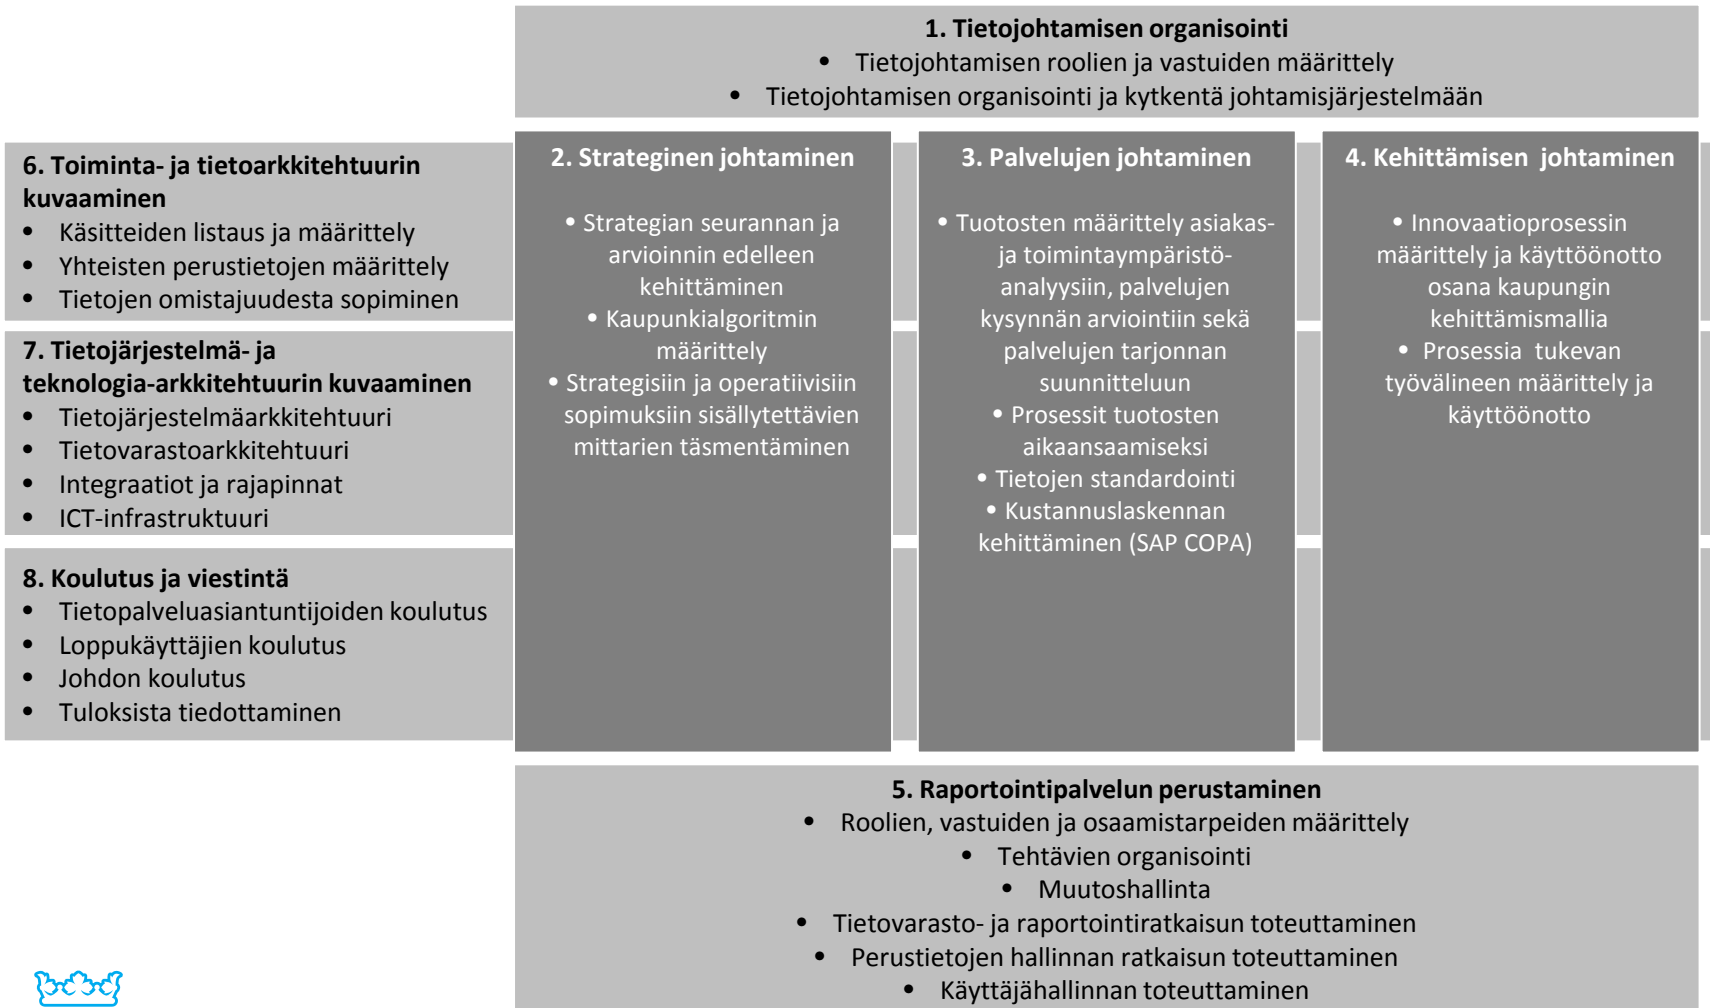 1. Tietojohtamisen organisointi
• Tietojohtamisen roolien ja vastuiden määrittely
• Tietojohtamisen organisointi ja kytkentä johtamisjärjestelmään
6. Toiminta- ja tietoarkkitehtuurin
kuvaaminen
• Käsitteiden listaus ja määrittely
• Yhteisten perustietojen määrittely
• Tietojen omistajuudesta sopiminen
7. Tietojärjestelmä- ja
teknologia-arkkitehtuurin kuvaaminen
• Tietojärjestelmäarkkitehtuuri
• Tietovarastoarkkitehtuuri
• Integraatiot ja rajapinnat
• ICT-infrastruktuuri
8. Koulutus ja viestintä
• Tietopalveluasiantuntijoiden koulutus
• Loppukäyttäjien koulutus
• Johdon koulutus
• Tuloksista tiedottaminen
2. Strateginen johtaminen
• Strategian seurannan ja
arvioinnin edelleen
kehittäminen
• Kaupunkialgoritmin
määrittely
• Strategisiin ja operatiivisiin
sopimuksiin sisällytettävien
mittarien täsmentäminen
3. Palvelujen johtaminen
• Tuotosten määrittely asiakas-
ja toimintaympäristö-
analyysiin, palvelujen
kysynnän arviointiin sekä
palvelujen tarjonnan
suunnitteluun
• Prosessit tuotosten
aikaansaamiseksi
• Tietojen standardointi
• Kustannuslaskennan
kehittäminen (SAP COPA)
4. Kehittämisen johtaminen
• Innovaatioprosessin
määrittely ja käyttöönotto
osana kaupungin
kehittämismallia
• Prosessia tukevan
työvälineen määrittely ja
käyttöönotto
5. Raportointipalvelun perustaminen
• Roolien, vastuiden ja osaamistarpeiden määrittely
• Tehtävien organisointi
• Muutoshallinta
• Tietovarasto- ja raportointiratkaisun toteuttaminen
• Perustietojen hallinnan ratkaisun toteuttaminen
• Käyttäjähallinnan toteuttaminen